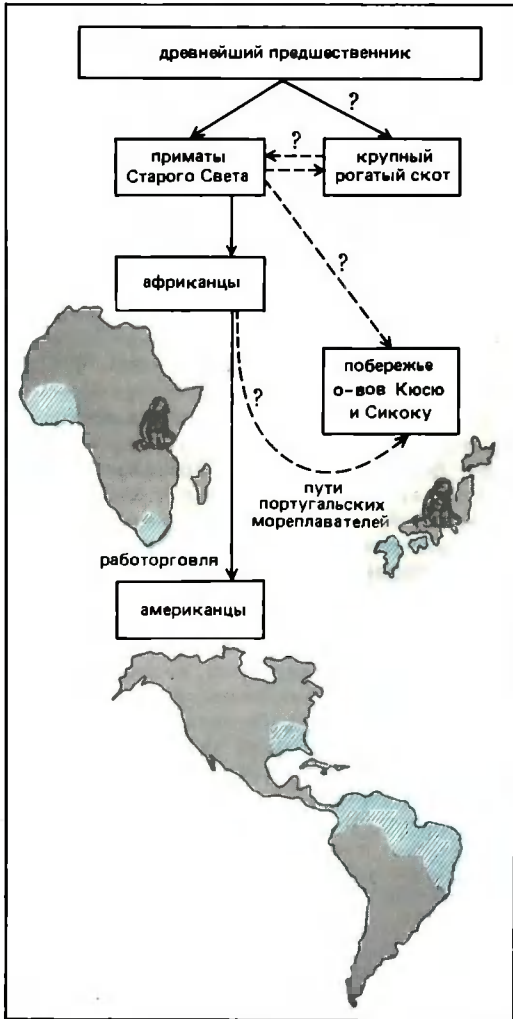 древнейший предшественник
?
?
приматы
Старого Света
крупный
рогатый скот
?
африканцы
побережье
о-вов Кюсю
и Сикоку
?
пути
португальских
мореплавателей
работорговля
американцы